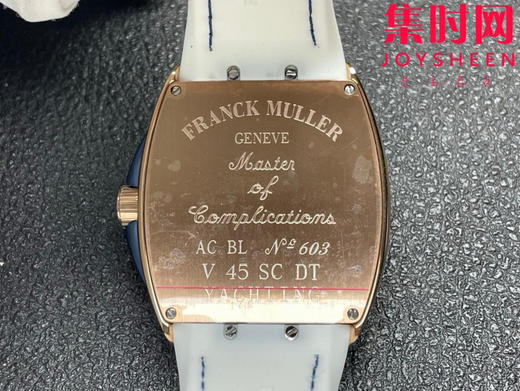 集时网
JOYSHEEN
FRANCK MULLER
GENEVE
Master
of
Complications
AC BL Nº 603
V 45 SC DT
YACHTING